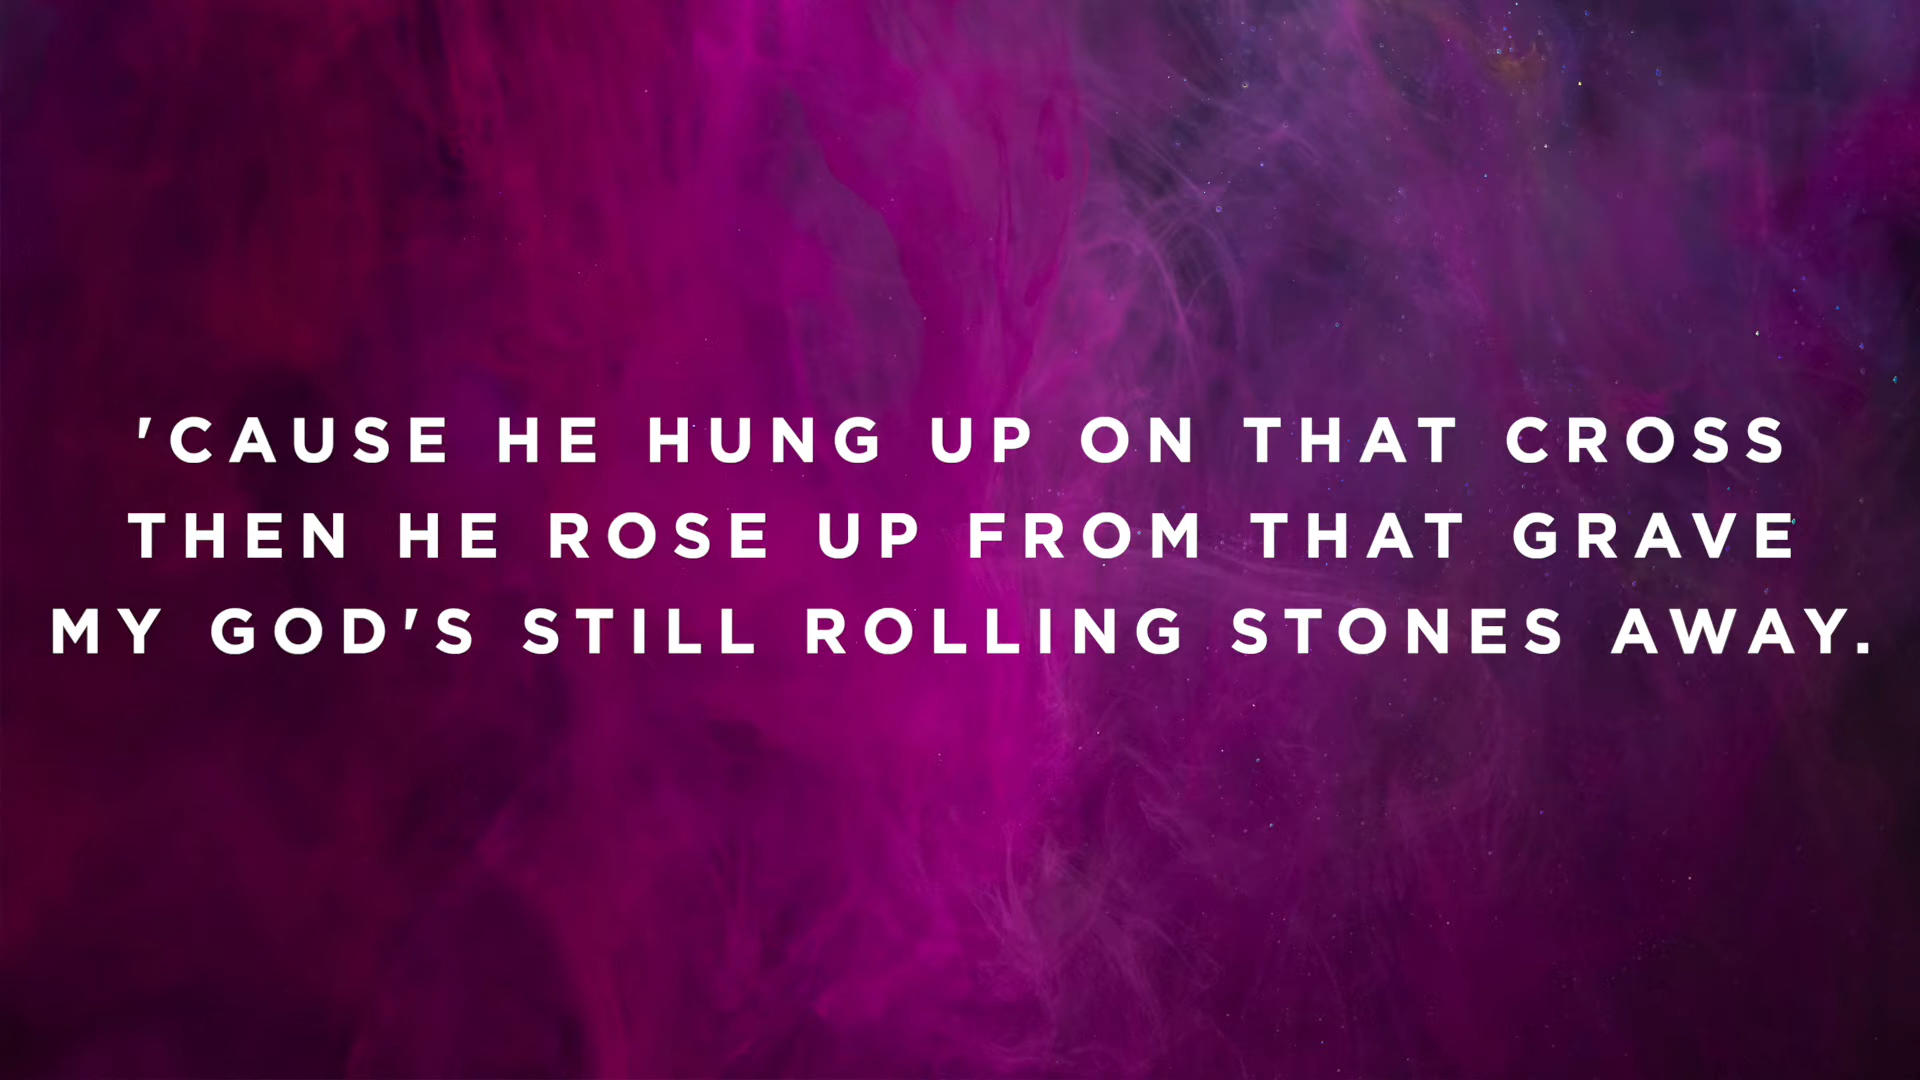 'CAUSE HE HUNG UP ON THAT CROSS
THEN HE ROSE UP FROM THAT GRAVE
MY GOD'S STILL ROLLING STONES AWAY.